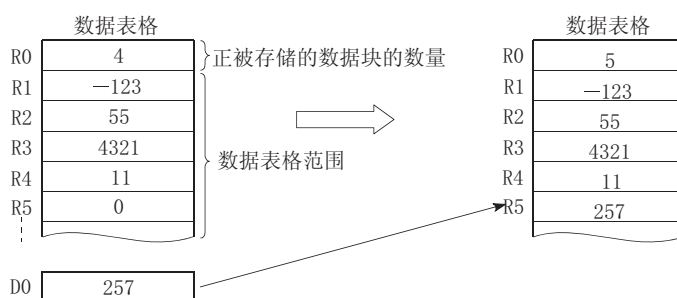 数据表格
R0 4 正被存储的数据块的数量
R1 —123
R2 55
R3 4321
数据表格范围
R4 11
R5 0
D0 257
数据表格
R0 5
R1 —123
R2 55
R3 4321
R4 11
R5 257